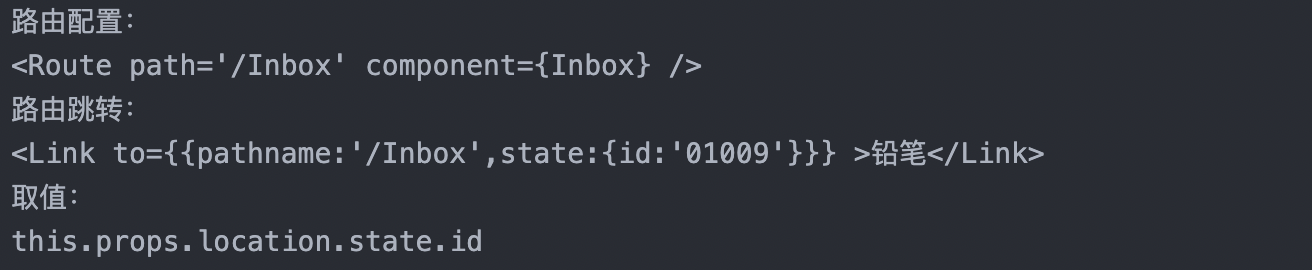 路由配置:
<Route path='/Inbox' component={Inbox} />
路由跳转:
<Link to={{pathname:'/Inbox',state:{id:'01009'}}} >铅笔</Link>
取值:
this.props.location.state.id